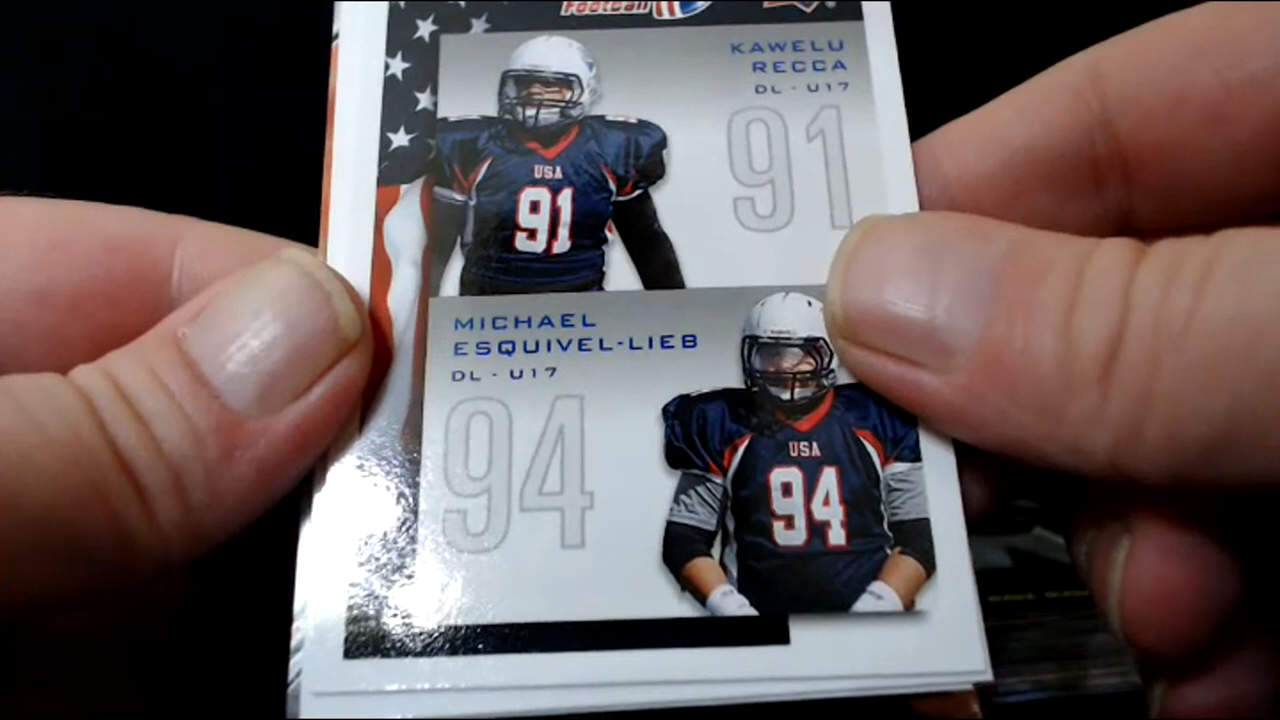 Football
KAWELU
RECCA
DL - U17
91
USA
91
MICHAEL
ESQUIVEL-LIEB
DL - U17
94
USA
94